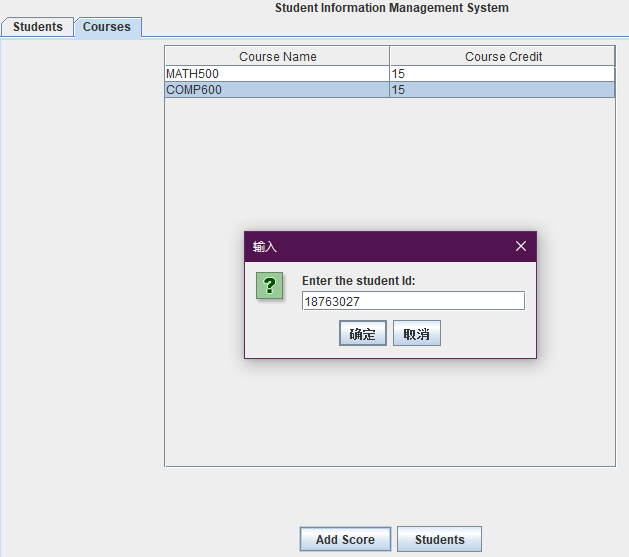 Student Information Management System
Students Courses
Course Name Course Credit
MATH500 15
COMP600 15
输入
?
Enter the student Id:
18763027
确定 取消
Add Score Students